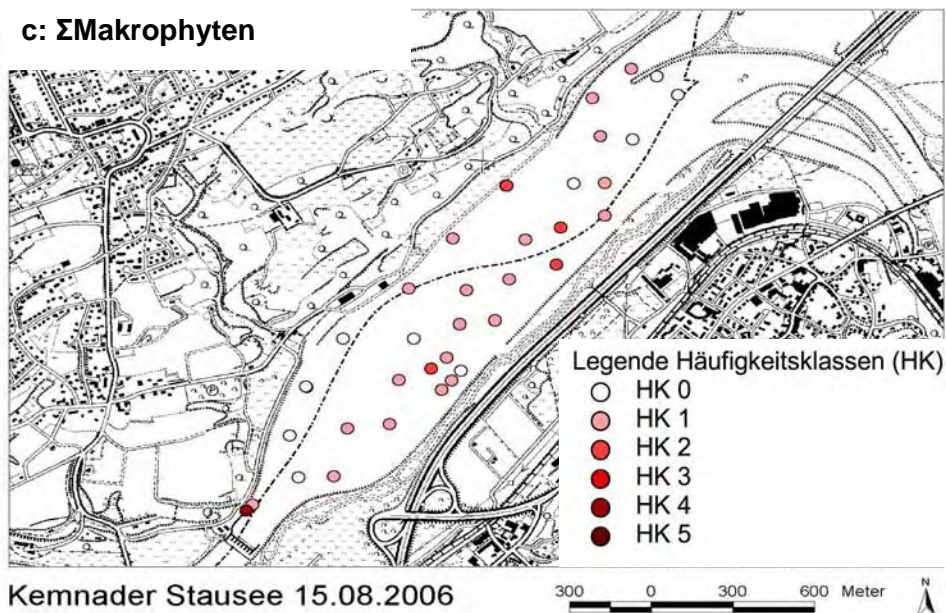 c: ΣMakrophyten
Legende Häufigkeitsklassen (HK)
HK 0
HK 1
HK 2
HK 3
HK 4
HK 5
Kemnader Stausee 15.08.2006
300 0 300 600 Meter
N